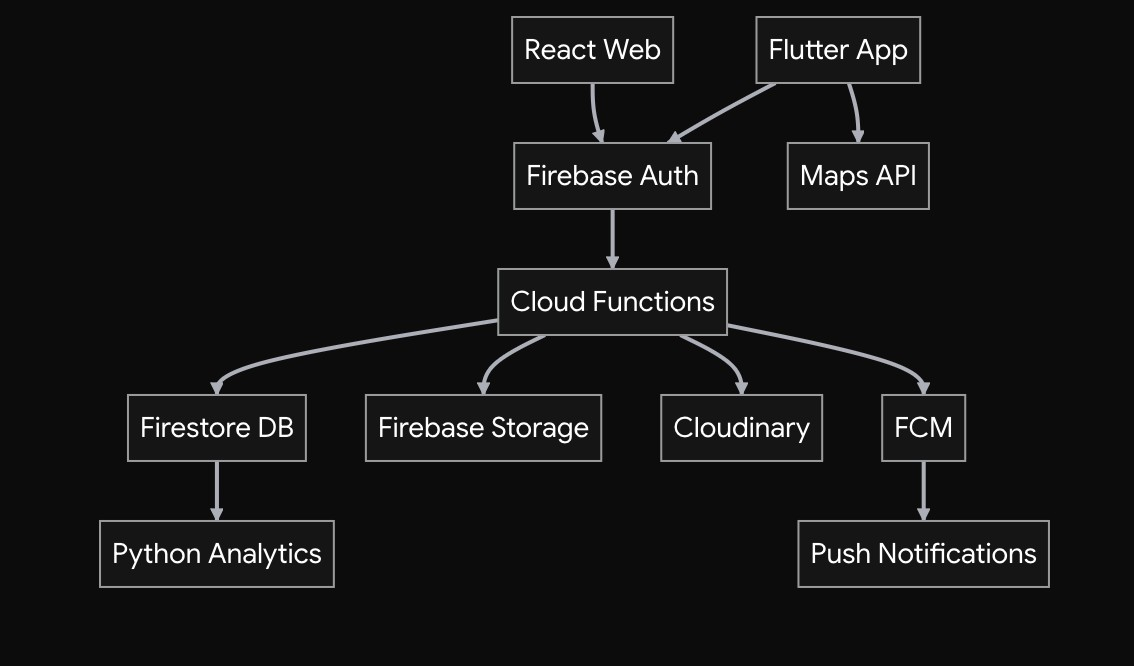 React Web
Flutter App
Firebase Auth
Maps API
Cloud Functions
Firestore DB
Firebase Storage
Cloudinary
FCM
Python Analytics
Push Notifications